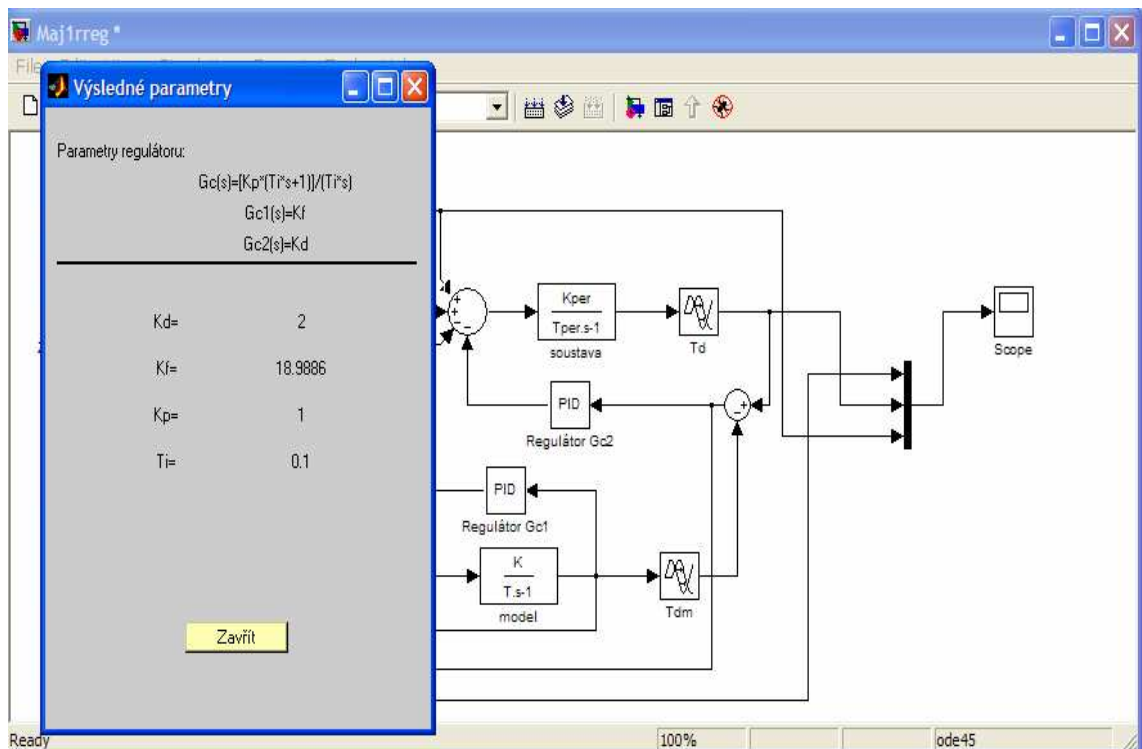 Maj1rreg *
File
Výsledné parametry
Parametry regulátoru:
Gc(s)=[Kp*(Ti*s+1)]/(Ti*s)
Gc1(s)=Kf
Gc2(s)=Kd
Kd= 2
Kf= 18.9886
Kp= 1
Ti= 0.1
Zavřít
Kper
Tper.s-1
soustava
Td
Scope
PID
Regulátor Gc2
PID
Regulátor Gc1
K
T.s-1
model
Tdm
Ready 100% ode45